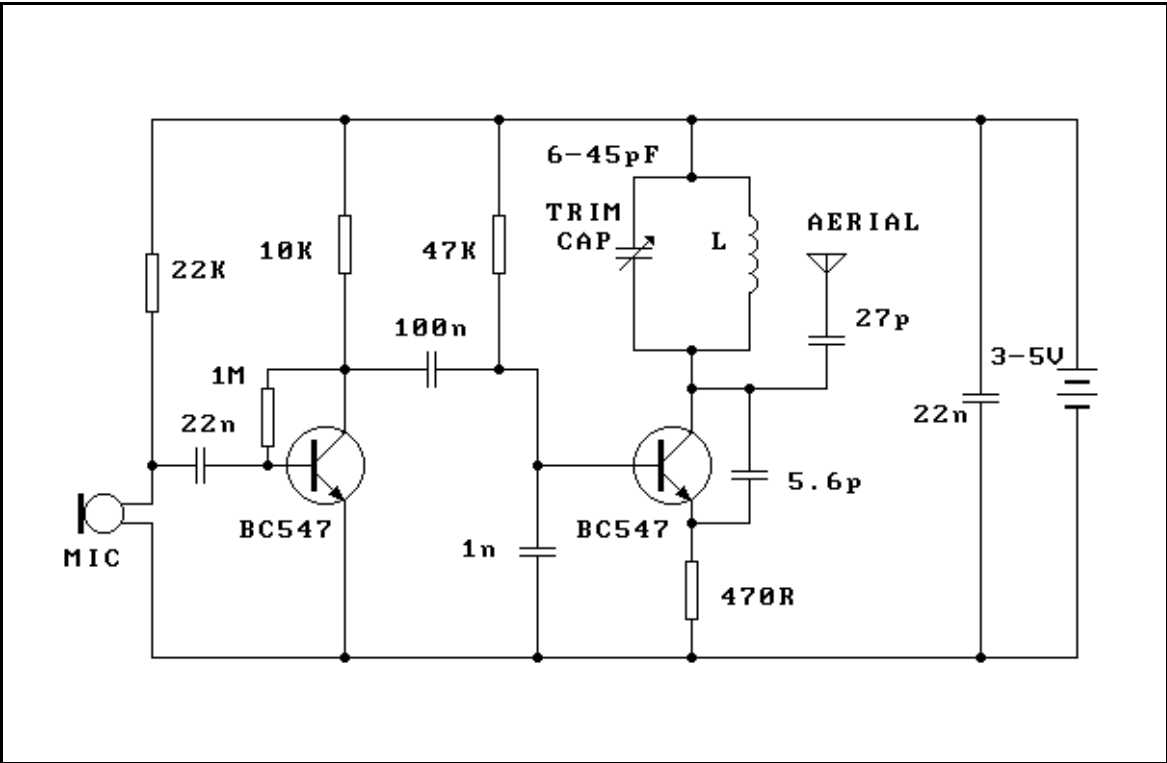 6-45pF
TRIM
CAP
L
AERIAL
10K
47K
22K
27p
100n
3-5V
1M
22n
22n
5.6p
BC547
BC547
1n
MIC
470R